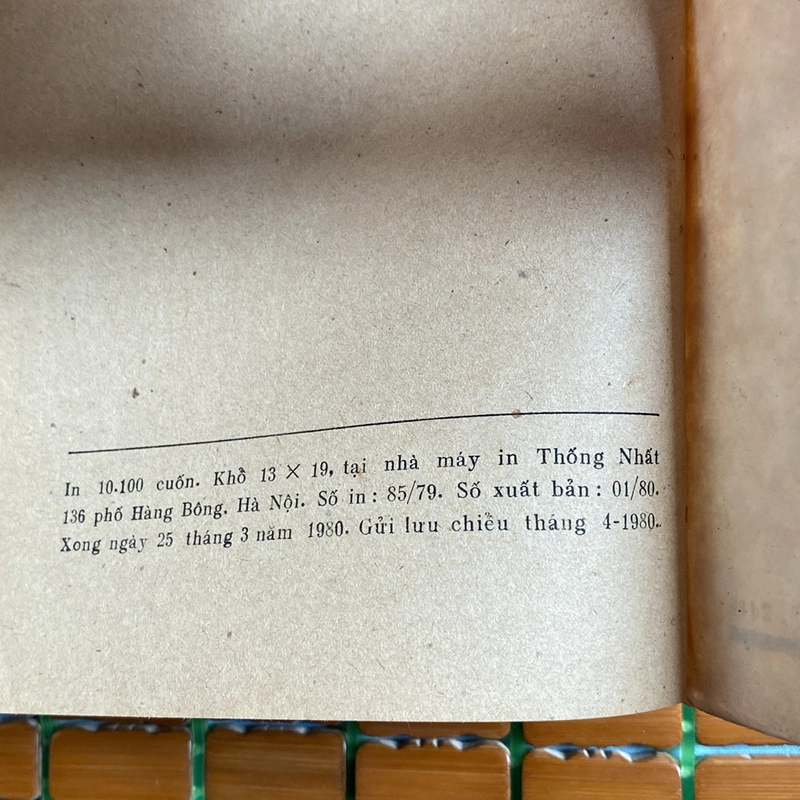 In 10.100 cuốn. Khổ 13 × 19, tại nhà máy in Thống Nhất
136 phố Hàng Bông. Hà Nội. Số in : 85/79. Số xuất bản : 01/80.
Xong ngày 25 tháng 3 năm 1980. Gửi lưu chiểu tháng 4-1980.